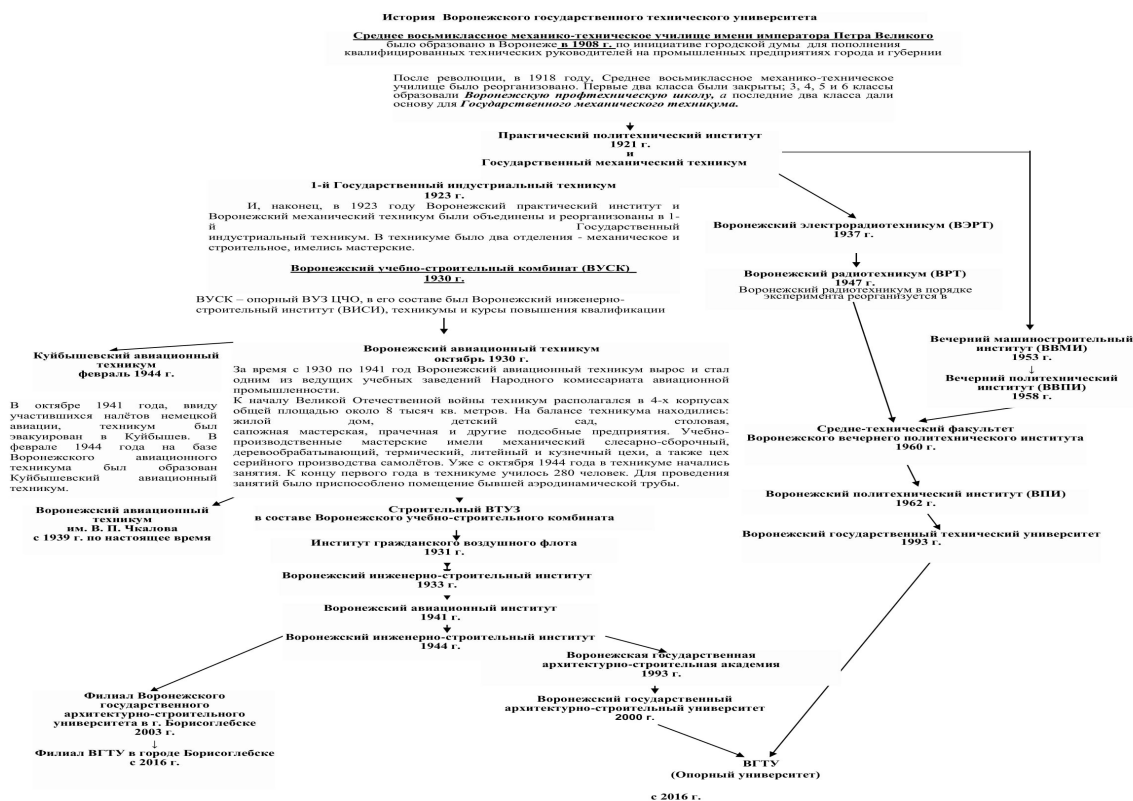 История Воронежского государственного технического университета
Среднее восьмиклассное механико-техническое училище имени императора Петра Великого
было образовано в Воронеже в 1908 г. по инициативе городской думы для пополнения
квалифицированных технических руководителей на промышленных предприятиях города и губернии
После революции, в 1918 году, Среднее восьмиклассное механико-техническое
училище было реорганизовано. Первые два класса были закрыты; 3, 4, 5 и 6 классы
образовали Воронежскую профтехническую школу, а последние два класса дали
основу для Государственного механического техникума.
Практический политехнический институт
1921 г.
и
Государственный механический техникум
1-й Государственный индустриальный техникум
1923 г.
И, наконец, в 1923 году Воронежский практический институт и
Воронежский механический техникум были объединены и реорганизованы в 1-
й Государственный
индустриальный техникум. В техникуме было два отделения - механическое и
строительное, имелись мастерские.
Воронежский электрорадиотехникум (ВЭРТ)
1937 г.
Воронежский учебно-строительный комбинат (ВУСК)
1930 г.
Воронежский радиотехникум (ВРТ)
1947 г.
Воронежский радиотехникум в порядке
эксперимента реорганизуется в
ВУСК – опорный ВУЗ ЦЧО, в его составе был Воронежский инженерно-
строительный институт (ВИСИ), техникумы и курсы повышения квалификации
Вечерний машиностроительный
институт (ВВМИ)
1953 г.
↓
Вечерний политехнический
институт (ВВПИ)
1958 г.
Куйбышевский авиационный
техникум
февраль 1944 г.
Воронежский авиационный техникум
октябрь 1930 г.
За время с 1930 по 1941 год Воронежский авиационный техникум вырос и стал
одним из ведущих учебных заведений Народного комиссариата авиационной
промышленности.
К началу Великой Отечественной войны техникум располагался в 4-х корпусах
общей площадью около 8 тысяч кв. метров. На балансе техникума находились:
жилой дом, детский сад, столовая,
сапожная мастерская, прачечная и другие подсобные предприятия. Учебно-
производственные мастерские имели механический слесарно-сборочный,
деревообрабатывающий, термический, литейный и кузнечный цехи, а также цех
серийного производства самолётов. Уже с октября 1944 года в техникуме начались
занятия. К концу первого года в техникуме училось 280 человек. Для проведения
занятий было приспособлено помещение бывшей аэродинамической трубы.
В октябре 1941 года, ввиду
участившихся налётов немецкой
авиации, техникум был
эвакуирован в Куйбышев. В
феврале 1944 года на базе
Воронежского авиационного
техникума был образован
Куйбышевский авиационный
техникум.
Средне-технический факультет
Воронежского вечернего политехнического института
1960 г.
Воронежский политехнический институт (ВПИ)
1962 г.
Воронежский государственный технический университет
1993 г.
Воронежский авиационный
техникум
им. В. П. Чкалова
с 1939 г. по настоящее время
Строительный ВТУЗ
в составе Воронежского учебно-строительного комбината
Институт гражданского воздушного флота
1931 г.
Воронежский инженерно-строительный институт
1933 г.
Воронежский авиационный институт
1941 г.
Воронежский инженерно-строительный институт
1944 г.
Воронежская государственная
архитектурно-строительная академия
1993 г.
Воронежский государственный
архитектурно-строительный университет
2000 г.
Филиал Воронежского
государственного
архитектурно-строительного
университета в г. Борисоглебске
2003 г.
↓
Филиал ВГТУ в городе Борисоглебске
с 2016 г.
ВГТУ
(Опорный университет)
с 2016 г.